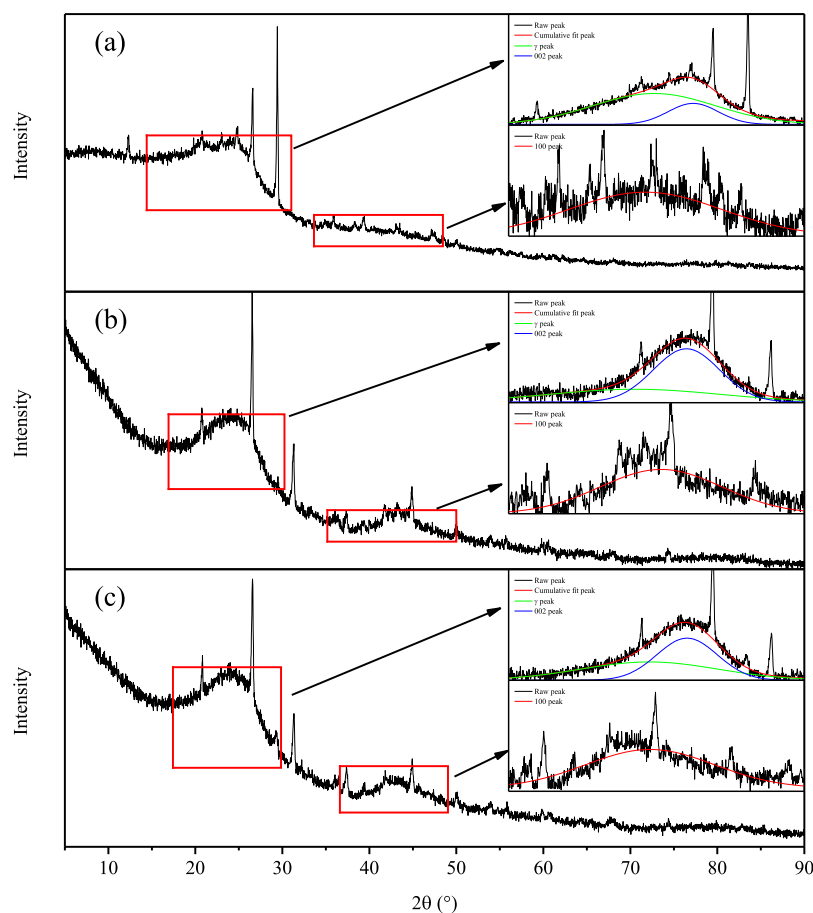 (a)
Intensity
Raw peak
Cumulative fit peak
γ peak
002 peak
Raw peak
100 peak
(b)
Intensity
Raw peak
Cumulative fit peak
γ peak
002 peak
Raw peak
100 peak
(c)
Intensity
Raw peak
Cumulative fit peak
γ peak
002 peak
Raw peak
100 peak
10 20 30 40 50 60 70 80 90
2θ (°)